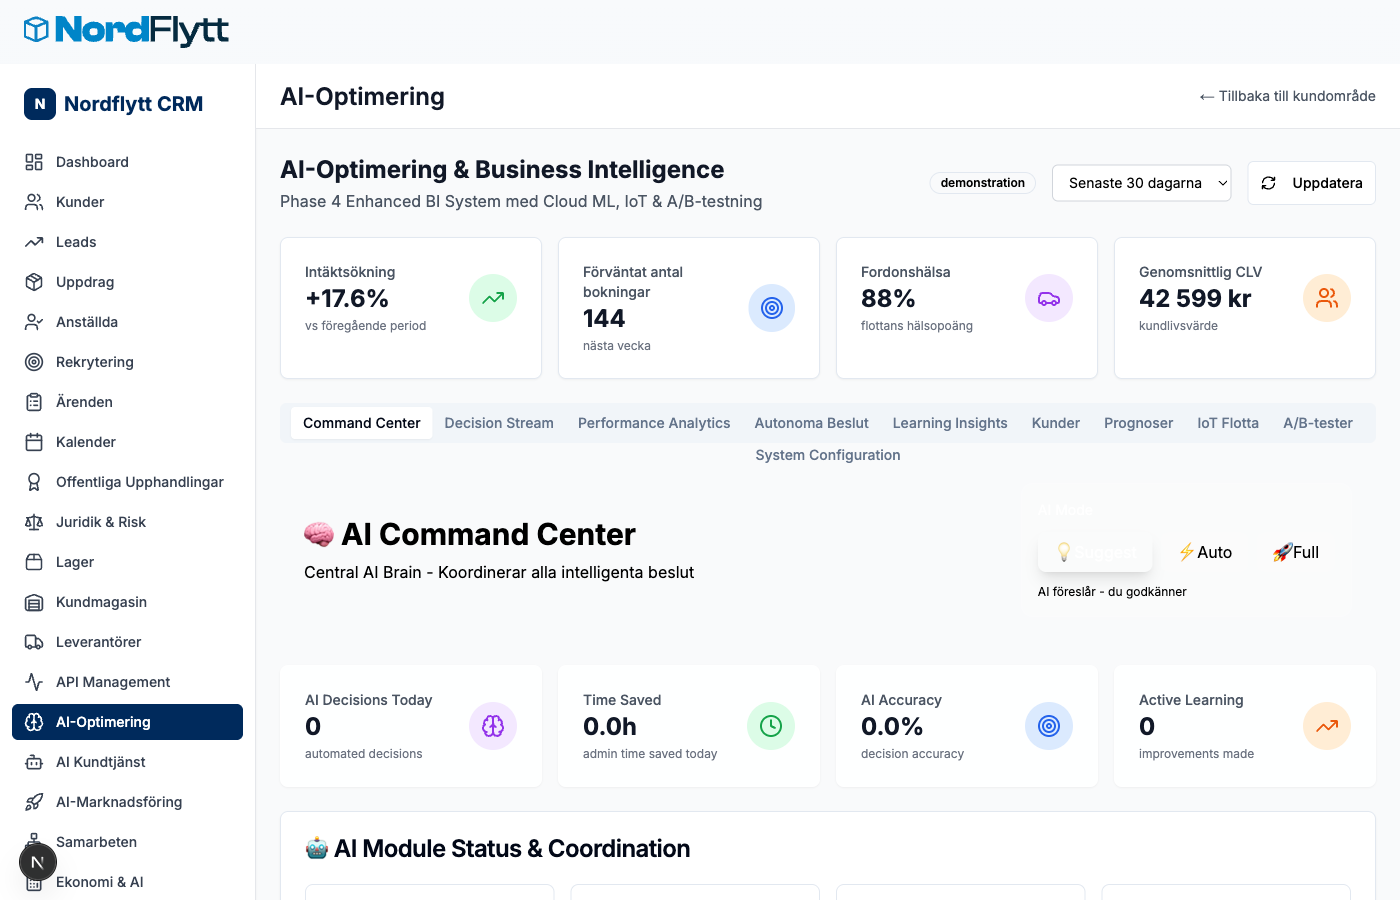 NordFlytt
N Nordflytt CRM
Dashboard
Kunder
Leads
Uppdrag
Anställda
Rekrytering
Ärenden
Kalender
Offentliga Upphandlingar
Juridik & Risk
Lager
Kundmagasin
Leverantörer
API Management
AI-Optimering
AI Kundtjänst
AI-Marknadsföring
Samarbeten
N
Ekonomi & AI
AI-Optimering
← Tillbaka till kundområde
AI-Optimering & Business Intelligence
Phase 4 Enhanced BI System med Cloud ML, IoT & A/B-testning
demonstration
Senaste 30 dagarna
Uppdatera
Intäktsökning
+17.6%
vs föregående period
Förväntat antal
bokningar
144
nästa vecka
Fordonshälsa
88%
flottans hälsopoäng
Genomsnittlig CLV
42 599 kr
kundlivsvärde
Command Center Decision Stream Performance Analytics Autonoma Beslut Learning Insights Kunder Prognoser IoT Flotta A/B-tester
System Configuration
🧠 AI Command Center
Central AI Brain - Koordinerar alla intelligenta beslut
AI Mode
💡Suggest ⚡Auto 🚀Full
AI föreslår - du godkänner
AI Decisions Today
0
automated decisions
Time Saved
0.0h
admin time saved today
AI Accuracy
0.0%
decision accuracy
Active Learning
0
improvements made
🤖 AI Module Status & Coordination